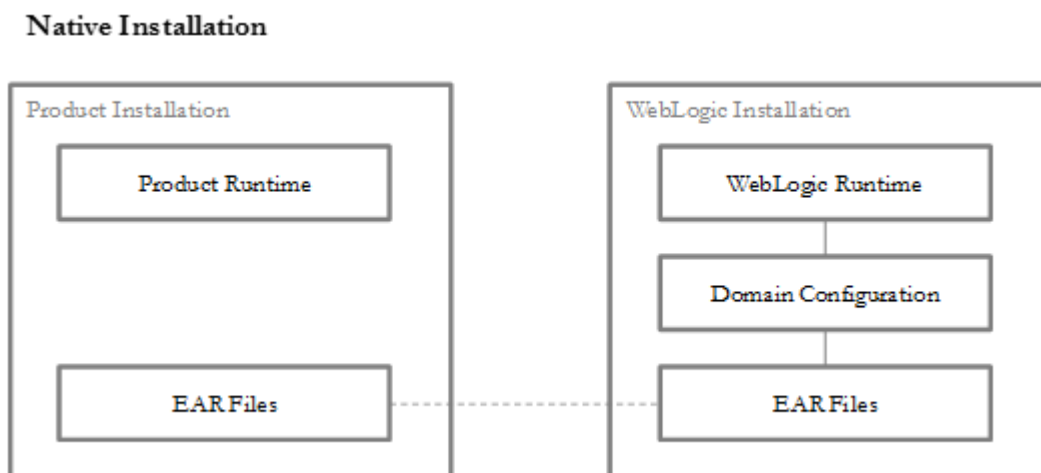 Native Installation
Product Installation
Product Runtime
EAR Files
WebLogic Installation
WebLogic Runtime
Domain Configuration
EAR Files